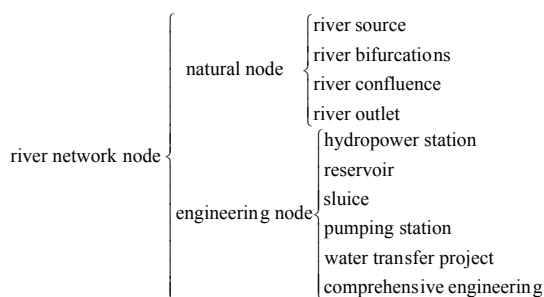 river source
river bifurcations
natural node
river confluence
river outlet
river network node
hydropower station
reservoir
sluice
engineering node
pumping station
water transfer project
comprehensive engineering